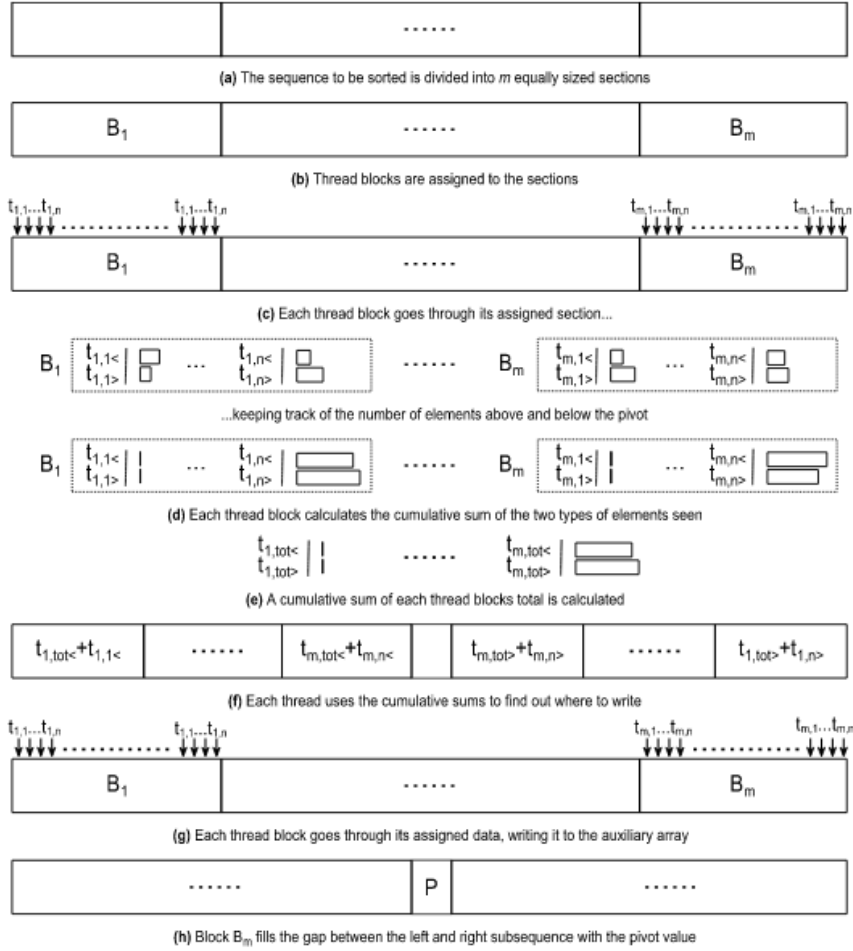 ......
(a) The sequence to be sorted is divided into m equally sized sections
B1 ...... Bm
(b) Thread blocks are assigned to the sections
t1,1...t1,n t1,1...t1,n tm,1...tm,n tm,1...tm,n
B1 ...... Bm
(c) Each thread block goes through its assigned section...
B1 t1,1< ... t1,n< ...... Bm tm,1< ... tm,n<
t1,1> t1,n> tm,1> tm,n>
...keeping track of the number of elements above and below the pivot
B1 t1,1< ... t1,n< ...... Bm tm,1< ... tm,n<
t1,1> t1,n> tm,1> tm,n>
(d) Each thread block calculates the cumulative sum of the two types of elements seen
t1,tot< ...... tm,tot<
t1,tot> tm,tot>
(e) A cumulative sum of each thread blocks total is calculated
t1,tot<+t1,1< ...... tm,tot<+tm,n< tm,tot>+tm,n> ...... t1,tot>+t1,n>
(f) Each thread uses the cumulative sums to find out where to write
t1,1...t1,n t1,1...t1,n tm,1...tm,n tm,1...tm,n
B1 ...... Bm
(g) Each thread block goes through its assigned data, writing it to the auxiliary array
...... P ......
(h) Block Bm fills the gap between the left and right subsequence with the pivot value